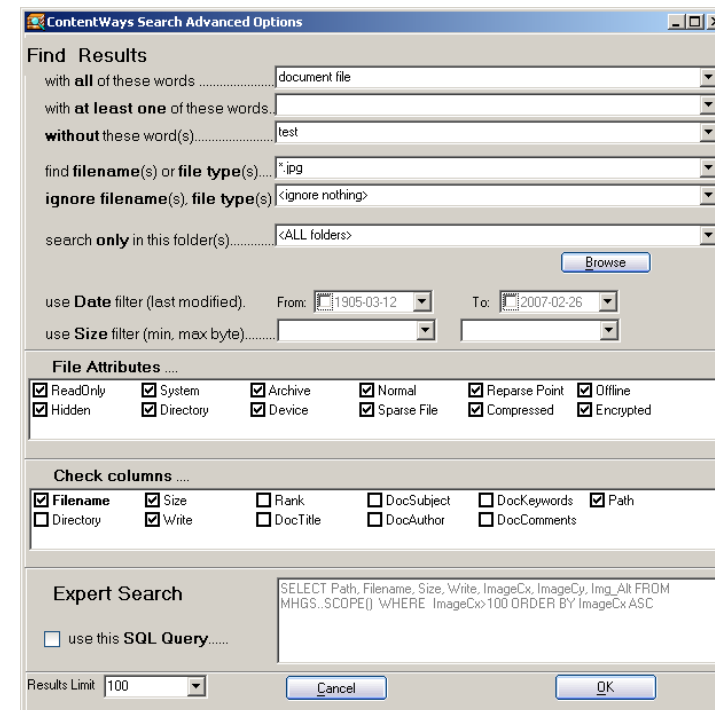 ContentWays Search Advanced Options
Find Results
with all of these words ..................... document file
with at least one of these words..
without these word(s)...................... test
find filename(s) or file type(s).... *.jpg
ignore filename(s), file type(s) <ignore nothing>
search only in this folder(s)............ <ALL folders>
Browse
use Date filter (last modified). From: 1905-03-12 To: 2007-02-26
use Size filter (min, max byte)........
File Attributes ....
ReadOnly System Archive Normal Reparse Point Offline
Hidden Directory Device Sparse File Compressed Encrypted
Check columns ....
Filename Size Rank DocSubject DocKeywords Path
Directory Write DocTitle DocAuthor DocComments
Expert Search
SELECT Path, Filename, Size, Write, ImageCx, ImageCy, Img_Alt FROM
MHGS..SCOPE() WHERE ImageCx>100 ORDER BY ImageCx ASC
use this SQL Query......
Results Limit 100 Cancel OK